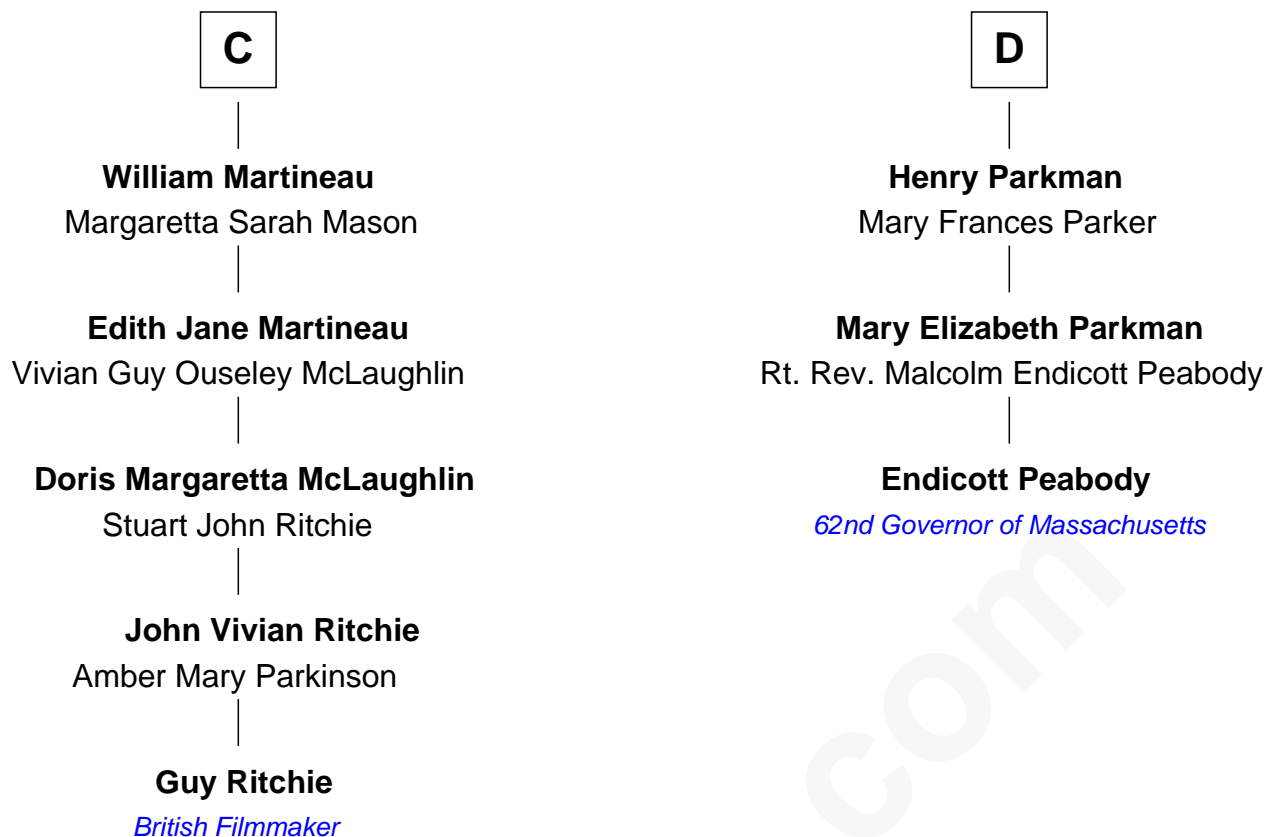 C
William Martineau
Margaretta Sarah Mason
Edith Jane Martineau
Vivian Guy Ouseley McLaughlin
Doris Margaretta McLaughlin
Stuart John Ritchie
John Vivian Ritchie
Amber Mary Parkinson
Guy Ritchie
British Filmmaker
D
Henry Parkman
Mary Frances Parker
Mary Elizabeth Parkman
Rt. Rev. Malcolm Endicott Peabody
Endicott Peabody
62nd Governor of Massachusetts
com